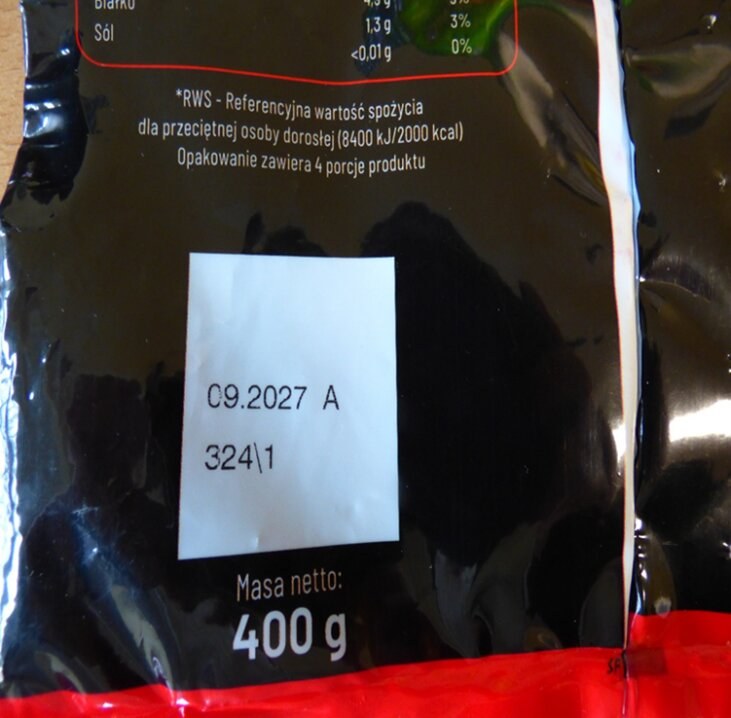 Białko
1,3 g 3%
Sól <0,01 g 0%
*RWS - Referencyjna wartość spożycia
dla przeciętnej osoby dorosłej (8400 kJ/2000 kcal)
Opakowanie zawiera 4 porcje produktu
09.2027 A
324\1
Masa netto:
400 g